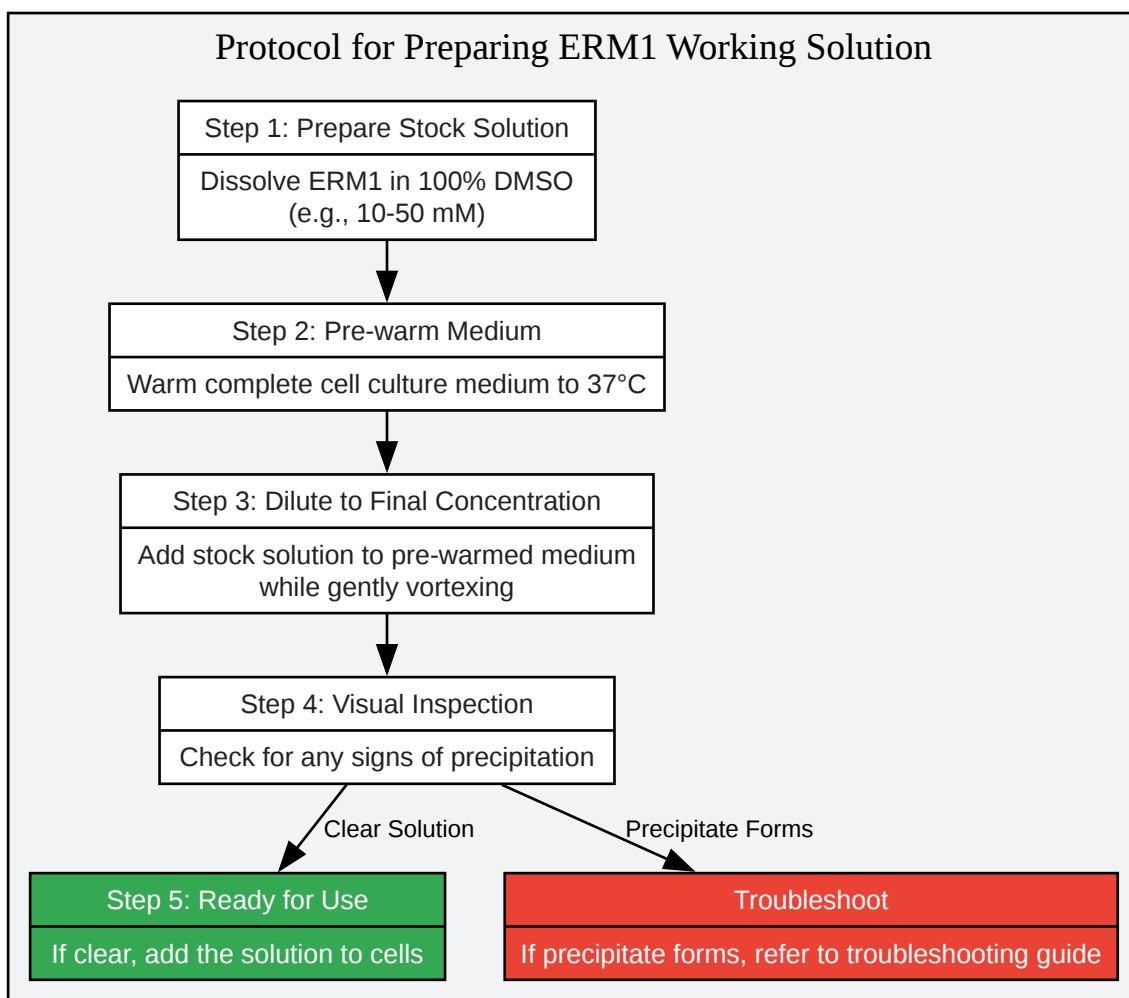 Protocol for Preparing ERM1 Working Solution
Step 1: Prepare Stock Solution
Dissolve ERM1 in 100% DMSO
(e.g., 10-50 mM)
Step 2: Pre-warm Medium
Warm complete cell culture medium to 37°C
Step 3: Dilute to Final Concentration
Add stock solution to pre-warmed medium
while gently vortexing
Step 4: Visual Inspection
Check for any signs of precipitation
Clear Solution
Precipitate Forms
Step 5: Ready for Use
If clear, add the solution to cells
Troubleshoot
If precipitate forms, refer to troubleshooting guide